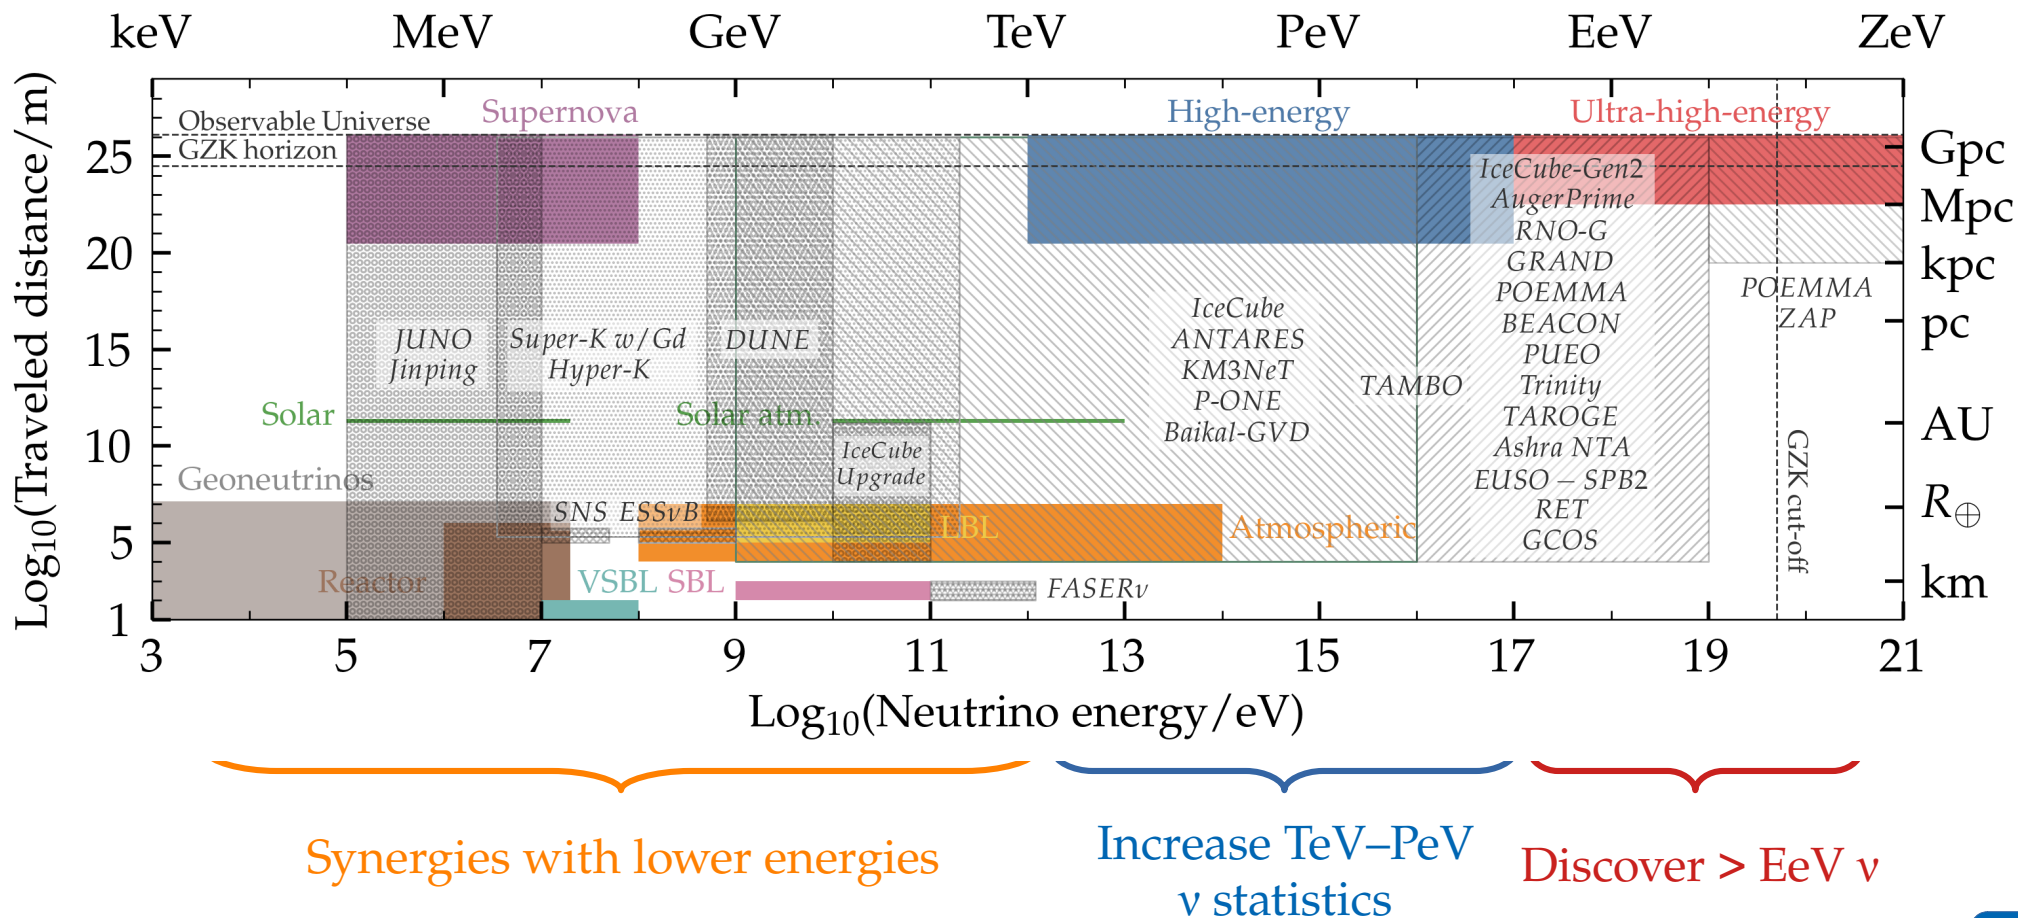 keV MeV GeV TeV PeV EeV ZeV
Log10(Traveled distance/m)
25
20
15
10
5
1
Observable Universe
GZK horizon
Supernova
High-energy
Ultra-high-energy
Gpc
Mpc
kpc
pc
AU
R⊕
km
JUNO
Jinping
Super-K w/Gd
Hyper-K
DUNE
IceCube
ANTARES
KM3NeT
P-ONE
Baikal-GVD
TAMBO
IceCube-Gen2
AugerPrime
RNO-G
GRAND
POEMMA
BEACON
PUEO
Trinity
TAROGE
Ashra NTA
EUSO – SPB2
RET
GCOS
POEMMA
ZAP
GZK cut-off
Solar
Solar atm.
IceCube
Upgrade
Geoneutrinos
SNS ESSνB
LBL
Atmospheric
Reactor
VSBL SBL
FASERν
3 5 7 9 11 13 15 17 19 21
Log10(Neutrino energy/eV)
Synergies with lower energies
Increase TeV–PeV
ν statistics
Discover > EeV ν